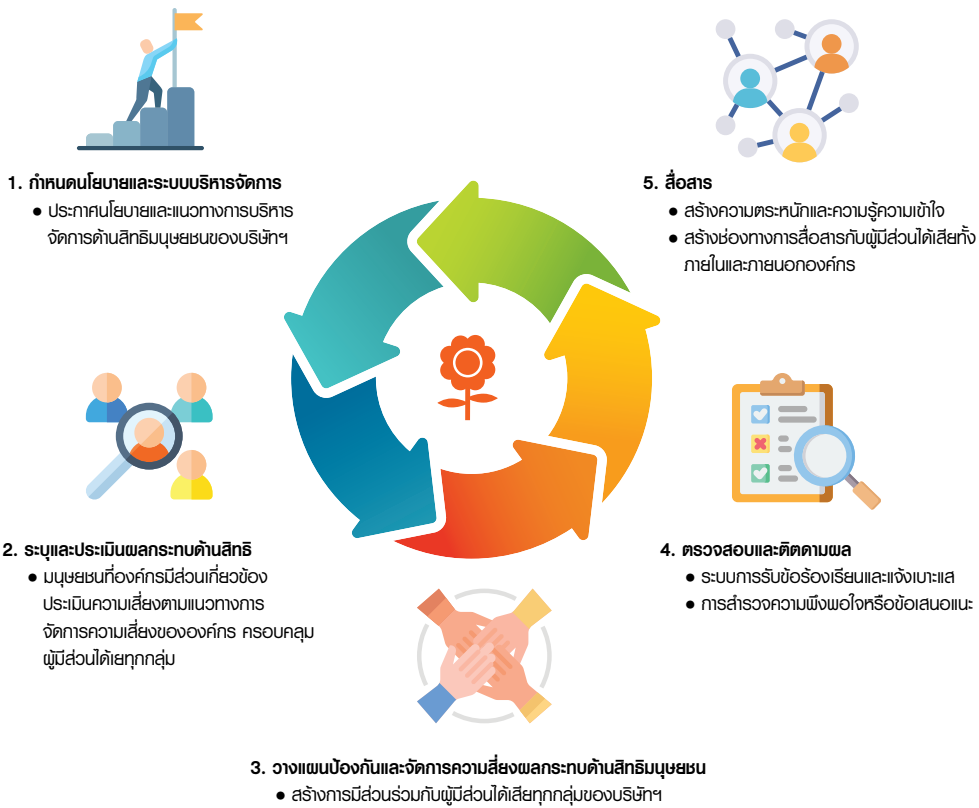 1. กำหนดนโยบายและระบบบริหารจัดการ
● ประกาศนโยบายและแนวทางการบริหาร
จัดการด้านสิทธิมนุษยชนของบริษัทฯ
2. ระบุและประเมินผลกระทบด้านสิทธิ
● มนุษยชนที่องค์กรมีส่วนเกี่ยวข้อง
ประเมินความเสี่ยงตามแนวทางการ
จัดการความเสี่ยงขององค์กร ครอบคลุม
ผู้มีส่วนได้เยทุกกลุ่ม
3. วางแผนป้องกันและจัดการความสี่ยงผลกระทบด้านสิทธิมนุษยชน
● สร้างการมีส่วนร่วมกับผู้มีส่วนได้เสียทุกกลุ่มของบริษัทฯ
4. ตรวจสอบและติตดามผล
● ระบบการรับข้อร้องเรียนและแจ้งเบาะแส
● การสำรวจความพึงพอใจหรือข้อเสนอแนะ
5. สื่อสาร
● สร้างความตระหนักและความรู้ความเข้าใจ
● สร้างช่องทางการสื่อสารกับผู้มีส่วนได้เสียทั้ง
ภายในและภายนอกองค์กร